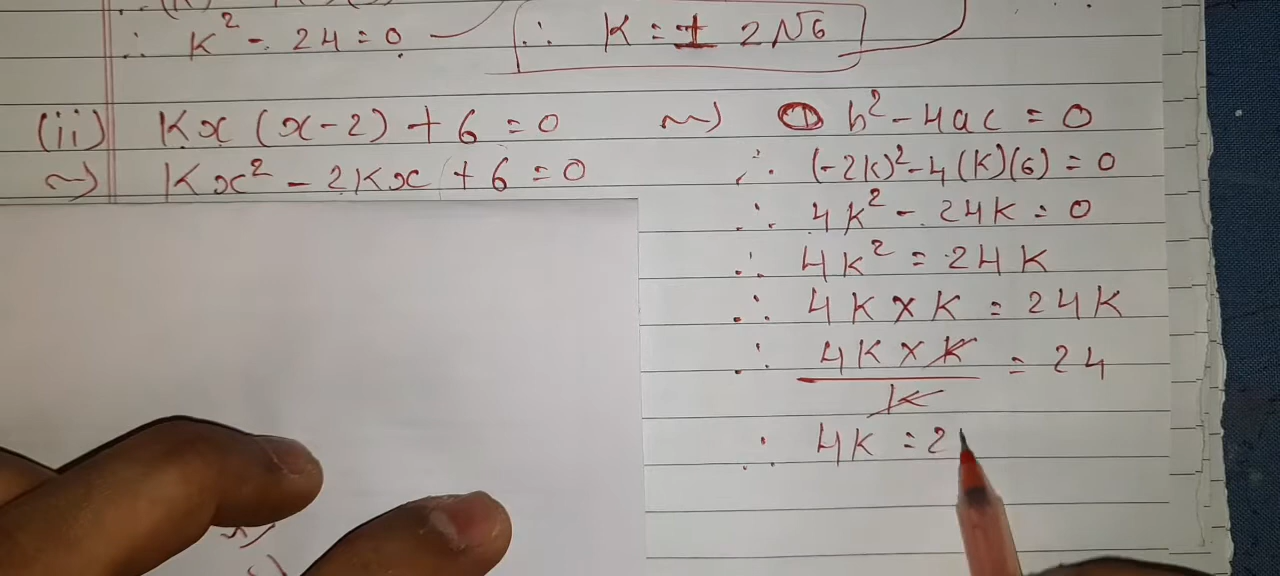 ∴ K² - 24 = 0 ∴ K = ± 2√6
(ii) Kx (x-2) + 6 = 0
~) Kx² - 2Kx + 6 = 0
~) ① b² - 4ac = 0
∴ (-2K)² - 4(K)(6) = 0
∴ 4K² - 24K = 0
∴ 4K² = 24K
∴ 4K × K = 24K
∴ 4K × K / K = 24
∴ 4K = 2